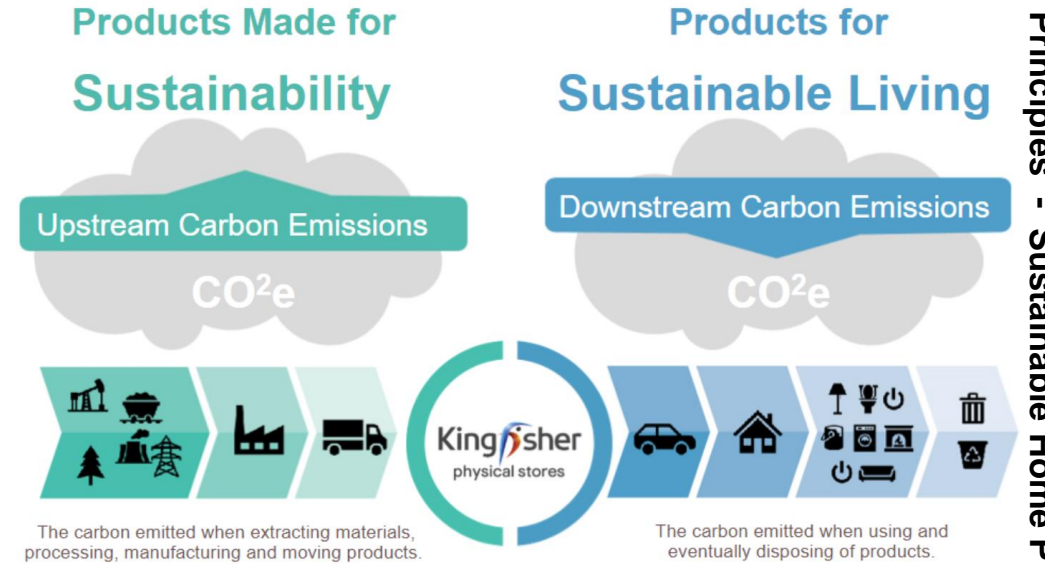 Products Made for
Sustainability
Upstream Carbon Emissions
CO²e
The carbon emitted when extracting materials,
processing, manufacturing and moving products.
Kingfisher
physical stores
Products for
Sustainable Living
Downstream Carbon Emissions
CO²e
The carbon emitted when using and
eventually disposing of products.
Principles - Sustainable Home P